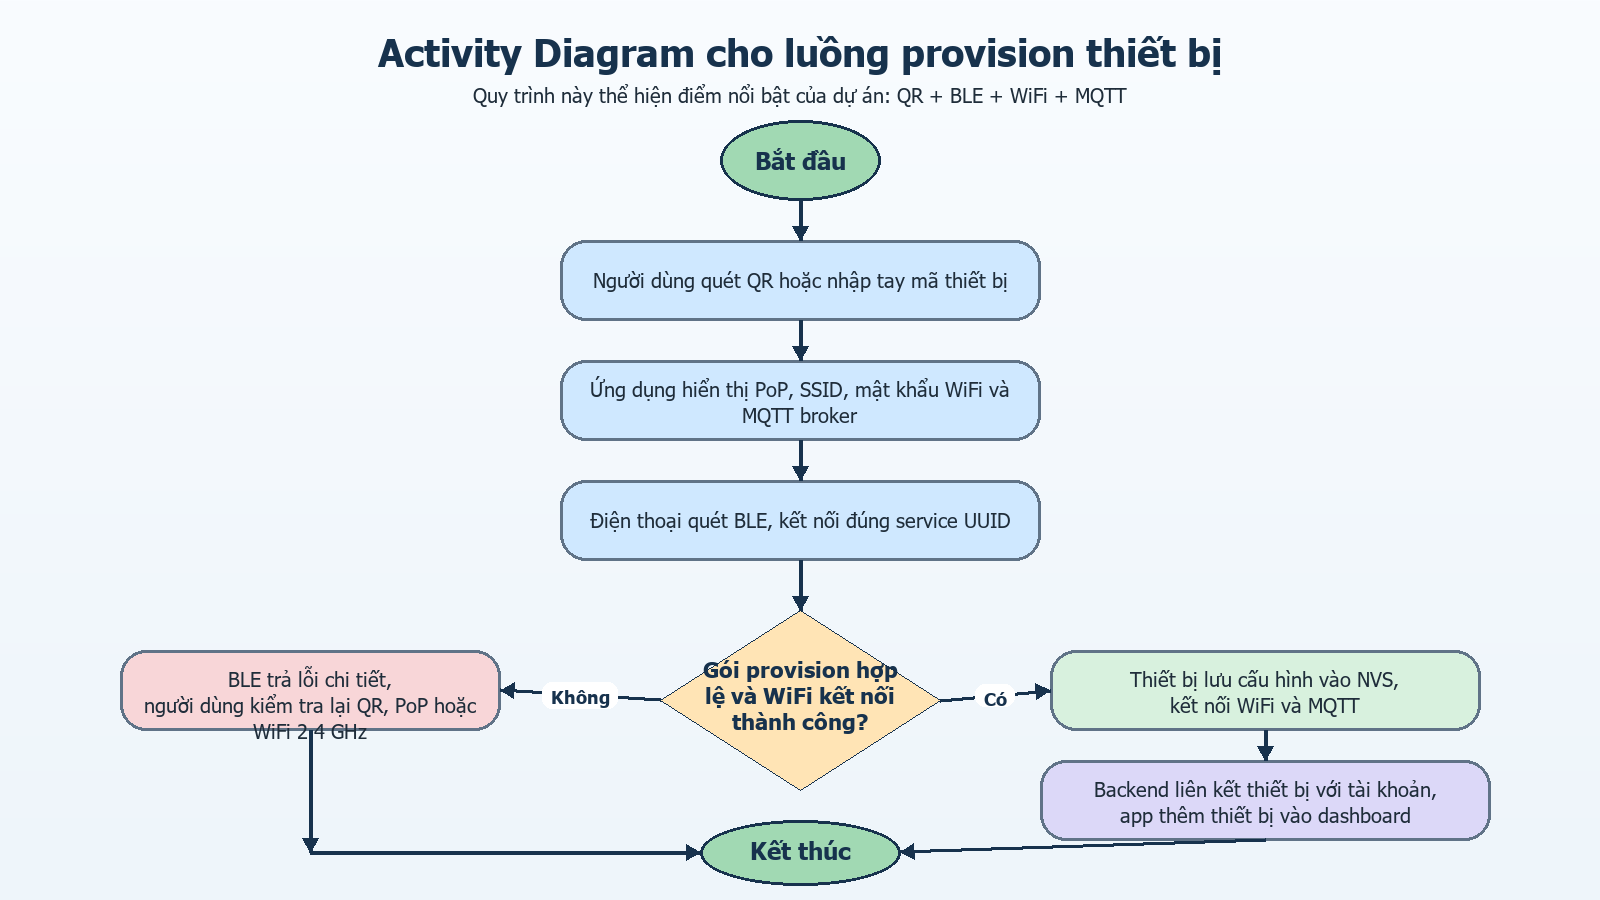 Activity Diagram cho luồng provision thiết bị
Quy trình này thể hiện điểm nổi bật của dự án: QR + BLE + WiFi + MQTT
Bắt đầu
Người dùng quét QR hoặc nhập tay mã thiết bị
Ứng dụng hiển thị PoP, SSID, mật khẩu WiFi và
MQTT broker
Điện thoại quét BLE, kết nối đúng service UUID
Gói provision hợp
lệ và WiFi kết nối
thành công?
Không
BLE trả lỗi chi tiết,
người dùng kiểm tra lại QR, PoP hoặc
WiFi 2.4 GHz
Có
Thiết bị lưu cấu hình vào NVS,
kết nối WiFi và MQTT
Backend liên kết thiết bị với tài khoản,
app thêm thiết bị vào dashboard
Kết thúc